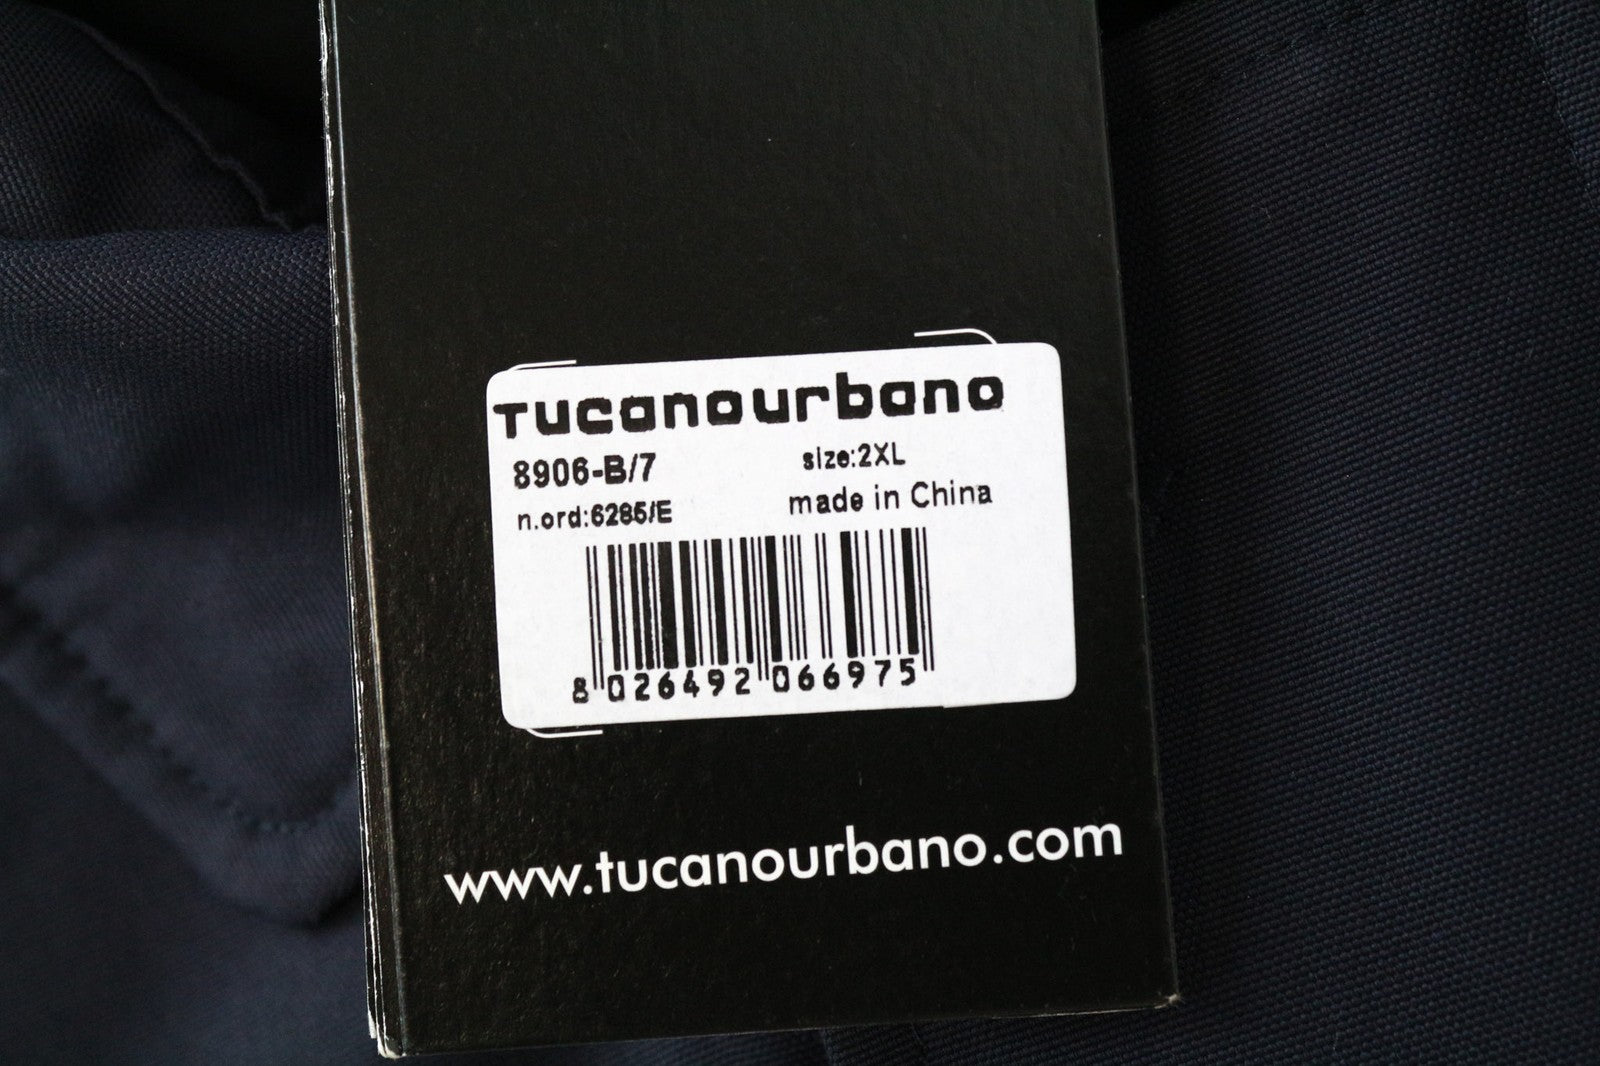 Tucanourbano
8906-B/7 size:2XL
n.ord:6285/E made in China
8 026492 066975
www.tucanourbano.com